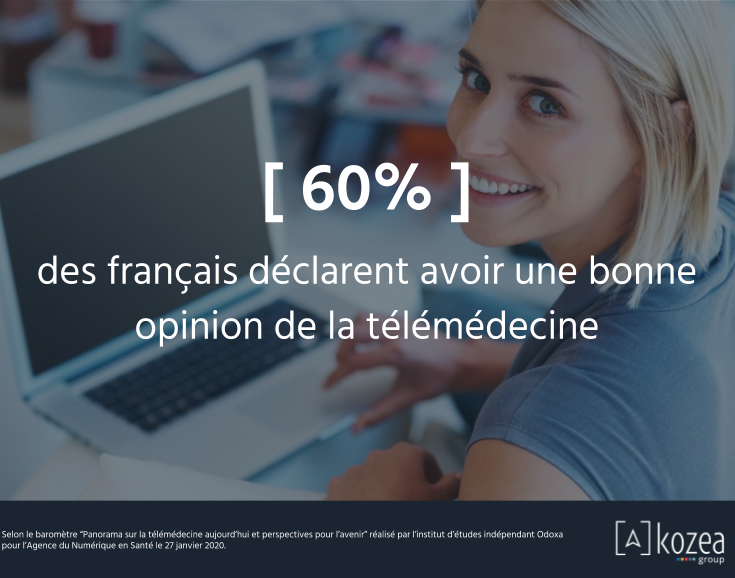 [ 60% ]
des français déclarent avoir une bonne
opinion de la télémédecine
Selon le baromètre "Panorama sur la télémédecine aujourd'hui et perspectives pour l'avenir" réalisé par l'institut d'études indépendant Odoxa
pour l'Agence du Numérique en Santé le 27 janvier 2020.
[A] kozea
group